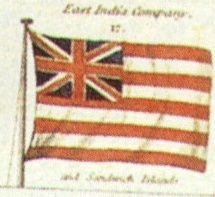 East India Company.
17.
and Sandwich Islands